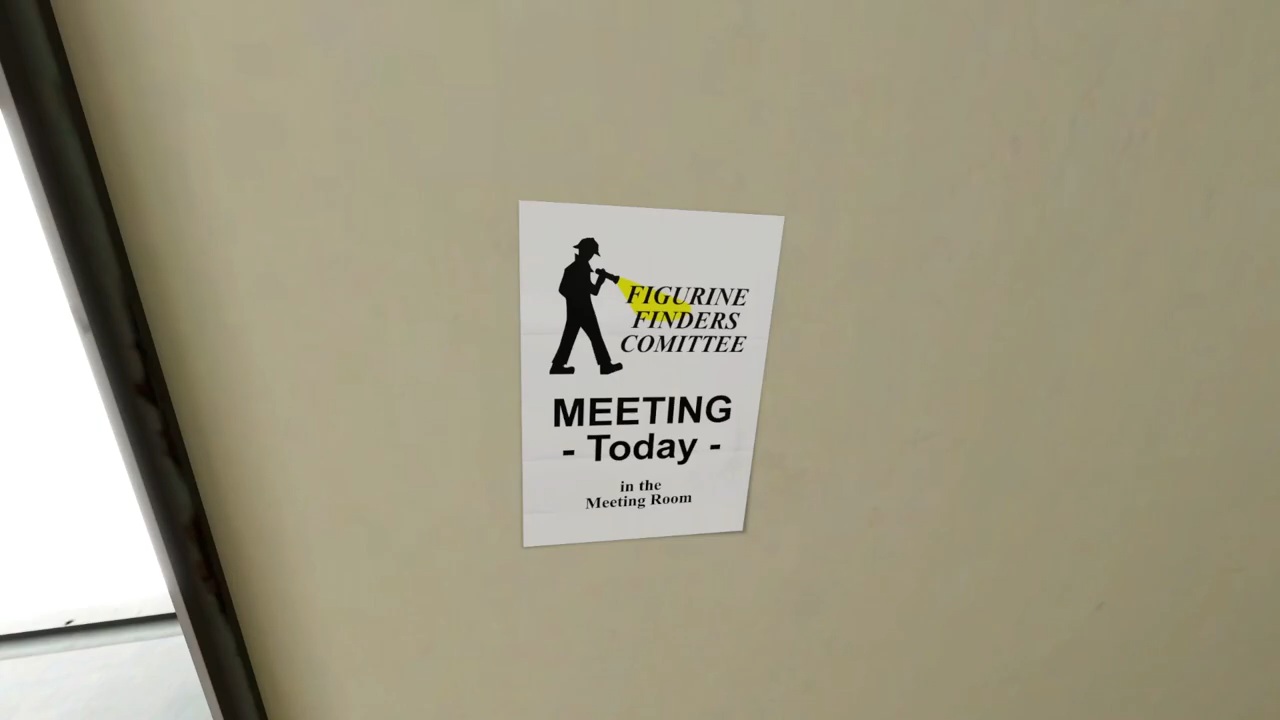 FIGURINE
FINDERS
COMITTEE
MEETING
- Today -
in the
Meeting Room